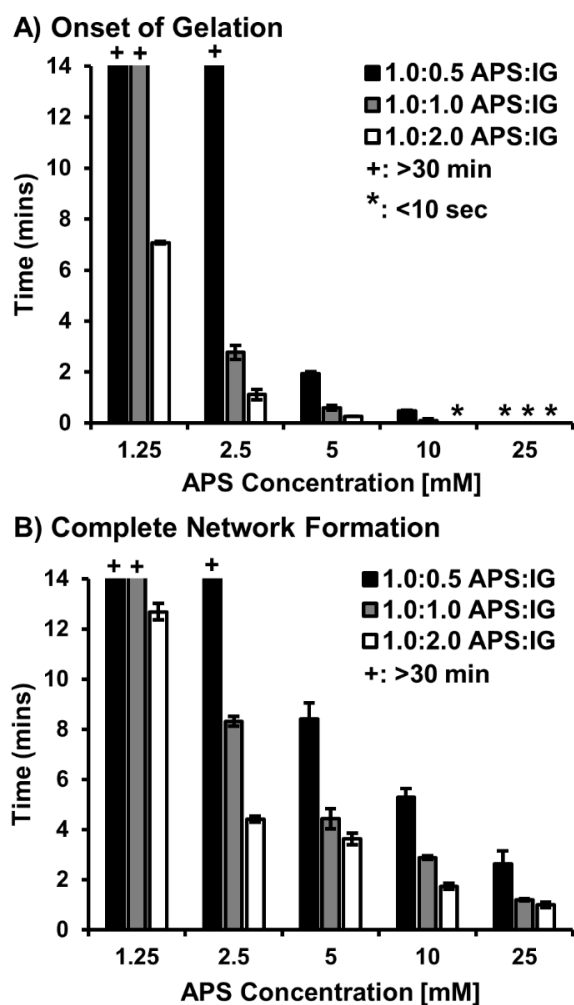 A) Onset of Gelation
+ + +
14
12
10
8
6
4
2
0
Time (mins)
1.0:0.5 APS:IG
1.0:1.0 APS:IG
1.0:2.0 APS:IG
+: >30 min
*: <10 sec
* * * *
1.25 2.5 5 10 25
APS Concentration [mM]
B) Complete Network Formation
+ + +
14
12
10
8
6
4
2
0
Time (mins)
1.0:0.5 APS:IG
1.0:1.0 APS:IG
1.0:2.0 APS:IG
+: >30 min
1.25 2.5 5 10 25
APS Concentration [mM]